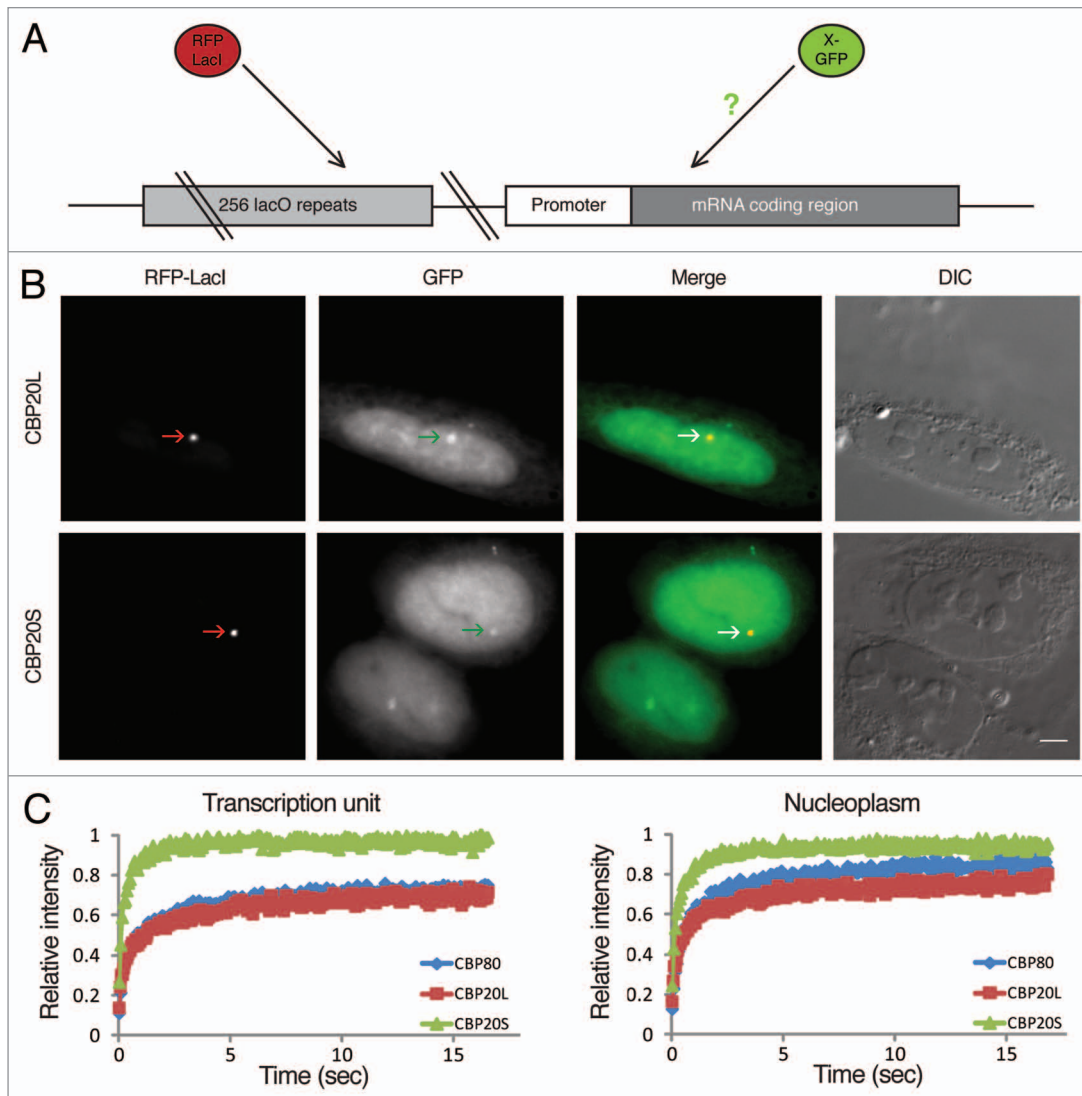 A
RFP
LacI
X-
GFP
?
256 lacO repeats
Promoter
mRNA coding region
B
RFP-LacI
GFP
Merge
DIC
CBP20L
CBP20S
C
Transcription unit
Relative intensity
1
0.8
0.6
0.4
0.2
0
0
5
10
15
Time (sec)
CBP80
CBP20L
CBP20S
Nucleoplasm
Relative intensity
1
0.8
0.6
0.4
0.2
0
0
5
10
15
Time (sec)
CBP80
CBP20L
CBP20S